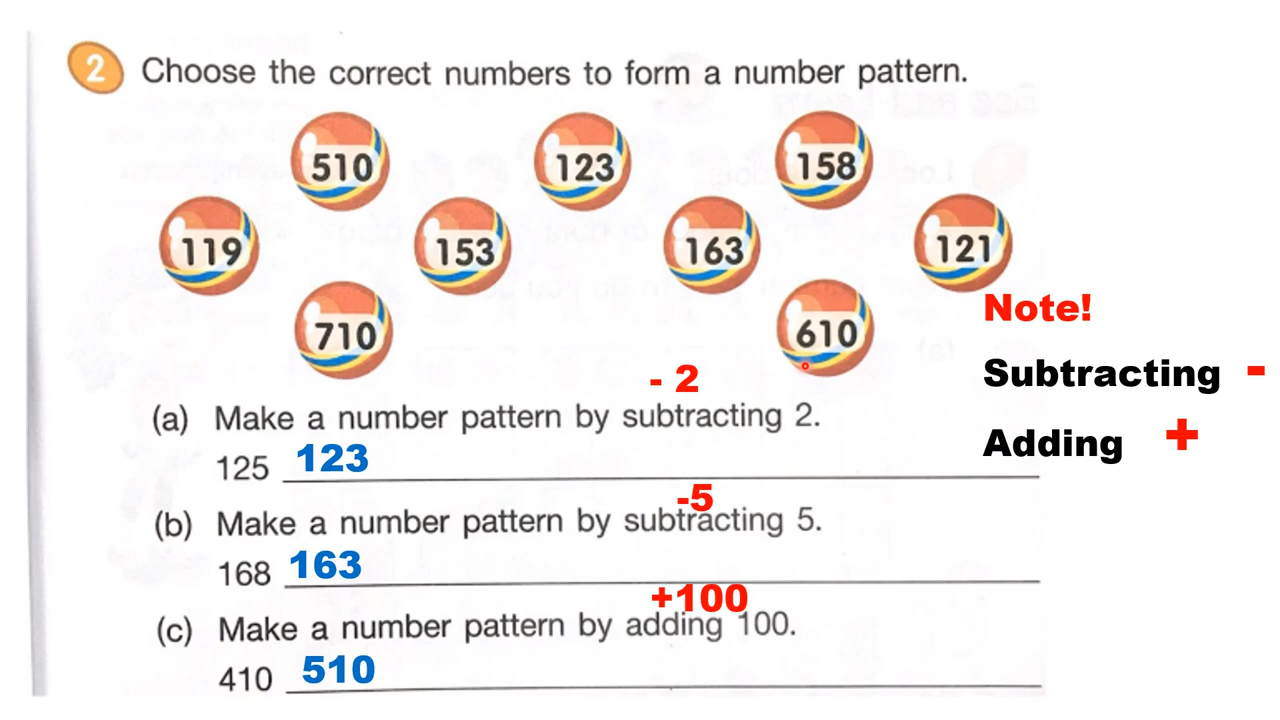 2 Choose the correct numbers to form a number pattern.
510 123 158
119 153 163 121
710 610
Note!
Subtracting -
Adding +
- 2
(a) Make a number pattern by subtracting 2.
125 123
-5
(b) Make a number pattern by subtracting 5.
168 163
+100
(c) Make a number pattern by adding 100.
410 510